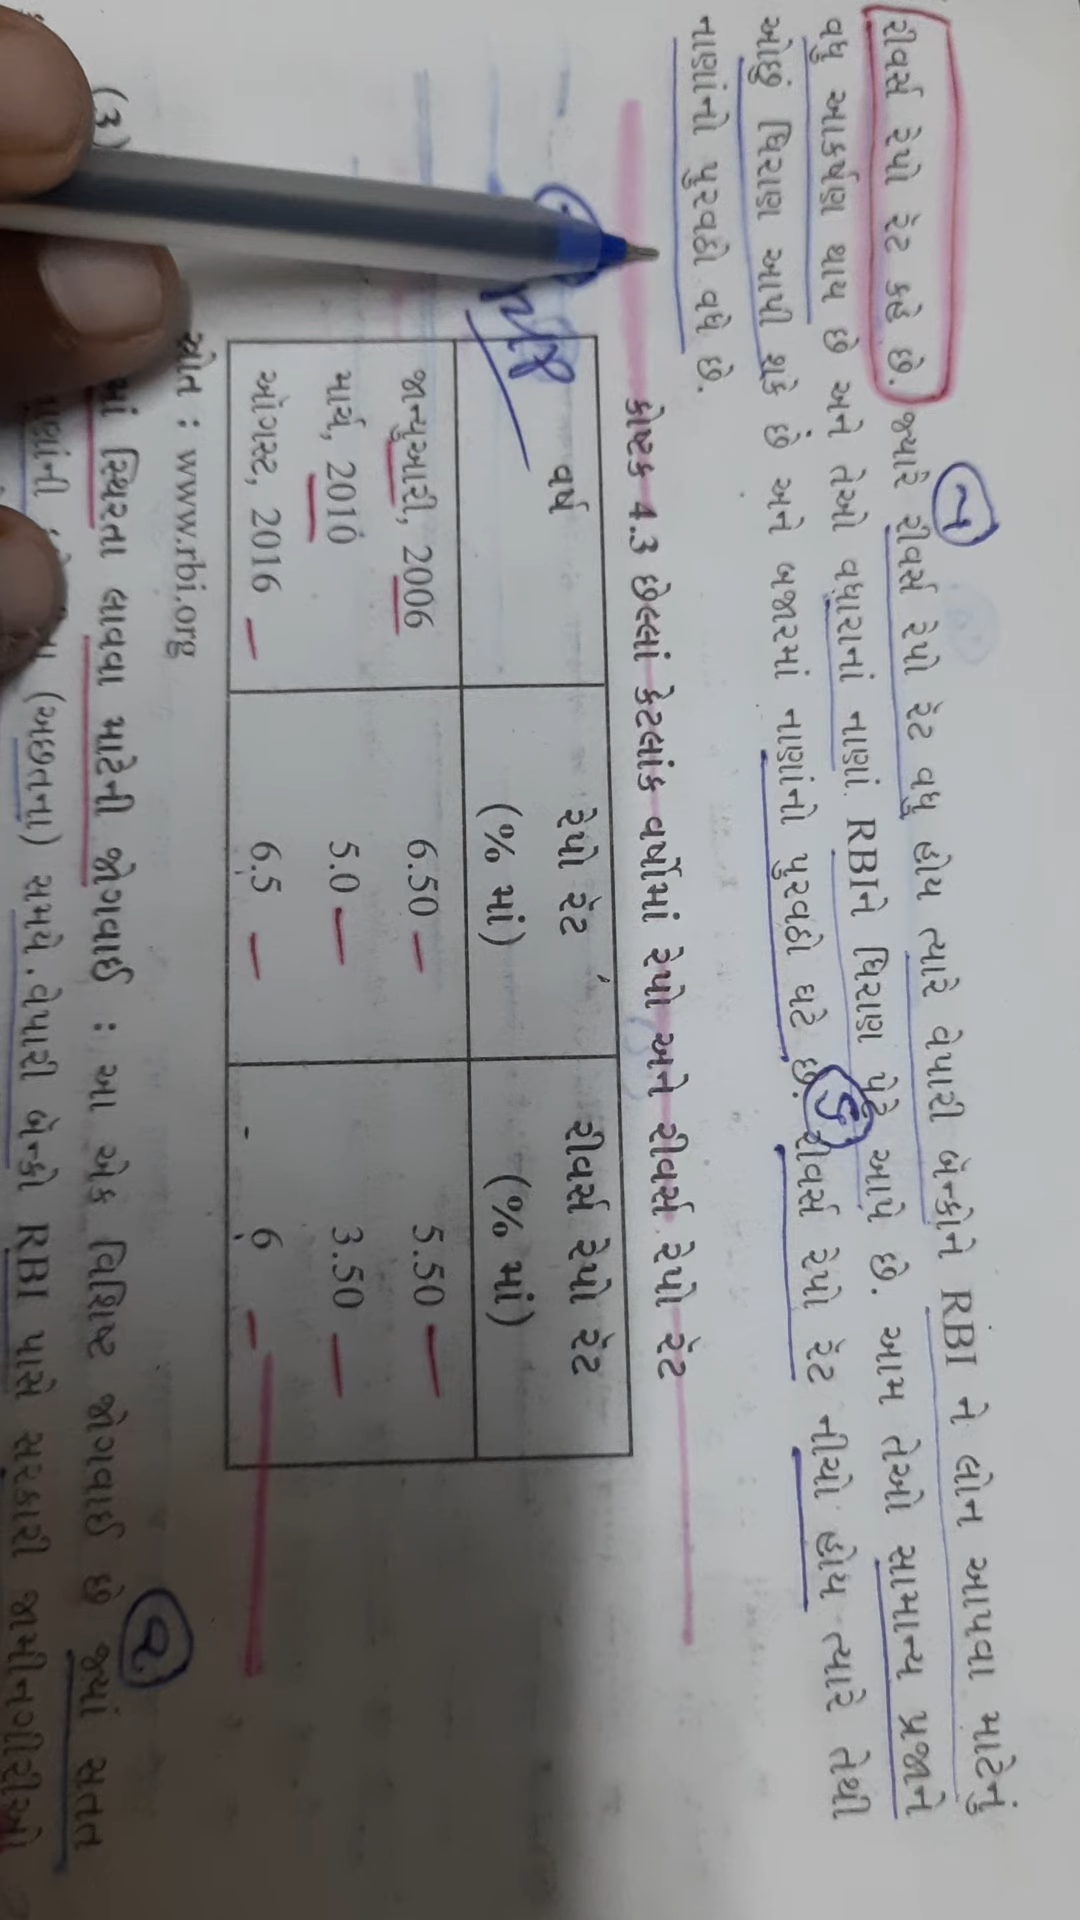 રીવર્સ રેપો રેટ કહે છે. જ્યારે રીવર્સ રેપો રેટ વધુ હોય ત્યારે વેપારી બૅન્કોને RBI ને લોન આપવા માટેનું
વધુ આકર્ષણ થાય છે અને તેઓ વધારાનાં નાણાં RBIને ધિરાણ પેટે આપે છે. આમ તેઓ સામાન્ય પ્રજાને
ઓછું ધિરાણ આપી શકે છે અને બજારમાં નાણાંનો પુરવઠો ઘટે છે. રીવર્સ રેપો રેટ નીચો હોય ત્યારે તેથી
નાણાંનો પુરવઠો વધે છે.
કોષ્ટક 4.3 છેલ્લાં કેટલાંક વર્ષોમાં રેપો અને રીવર્સ રેપો રેટ
વર્ષ રેપો રેટ રીવર્સ રેપો રેટ
(% માં) (% માં)
જાન્યુઆરી, 2006 6.50 5.50
માર્ચ, 2010 5.0 3.50
ઑગસ્ટ, 2016 6.5 6
સ્રોત : www.rbi.org
(3) માં સ્થિરતા લાવવા માટેની જોગવાઈ : આ એક વિશિષ્ટ જોગવાઈ છે જ્યાં સતત
(અછતના) સમયે વેપારી બૅન્કો RBI પાસે સરકારી જામીનગીરીઓ